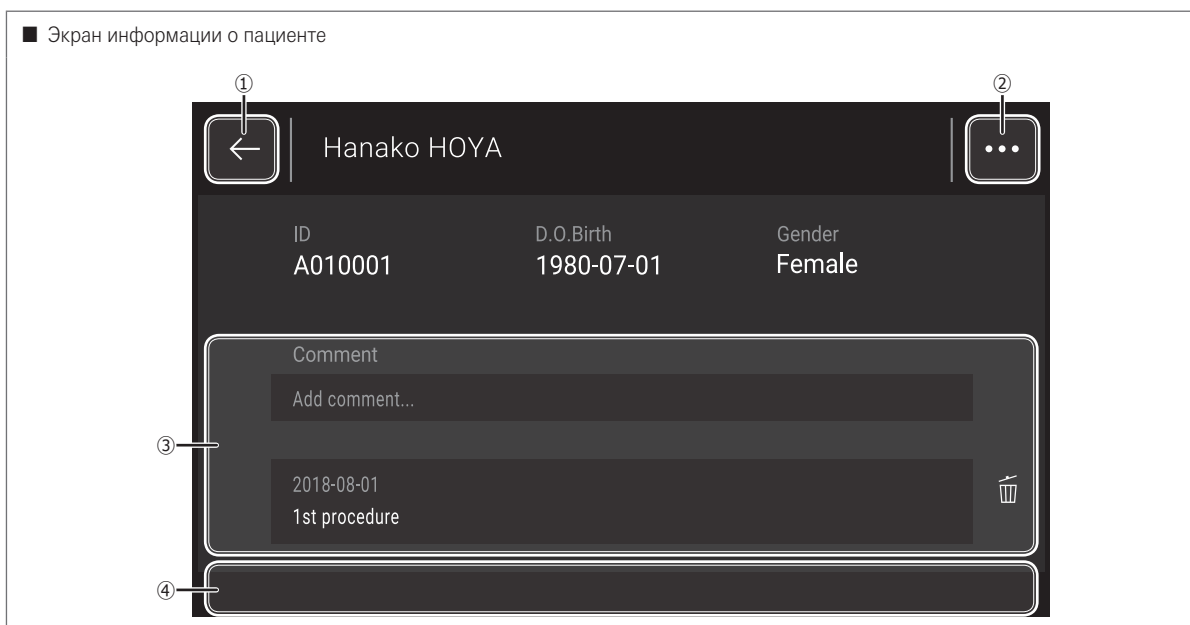 ■ Экран информации о пациенте
① ②
Hanako HOYA
ID D.O.Birth Gender
A010001 1980-07-01 Female
Comment
Add comment...
③
2018-08-01
1st procedure
④